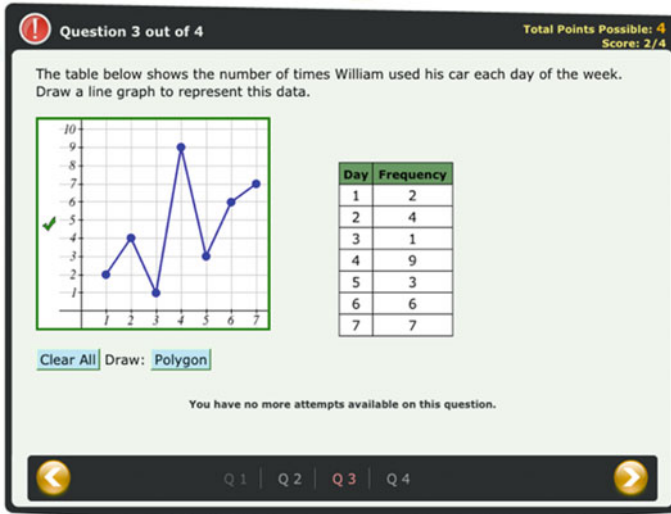 Question 3 out of 4
Total Points Possible: 4
Score: 2/4
The table below shows the number of times William used his car each day of the week.
Draw a line graph to represent this data.
10
9
8
7
6
5
4
3
2
1
1 2 3 4 5 6 7
Day Frequency
1 2
2 4
3 1
4 9
5 3
6 6
7 7
Clear All Draw: Polygon
You have no more attempts available on this question.
Q 1 Q 2 Q 3 Q 4